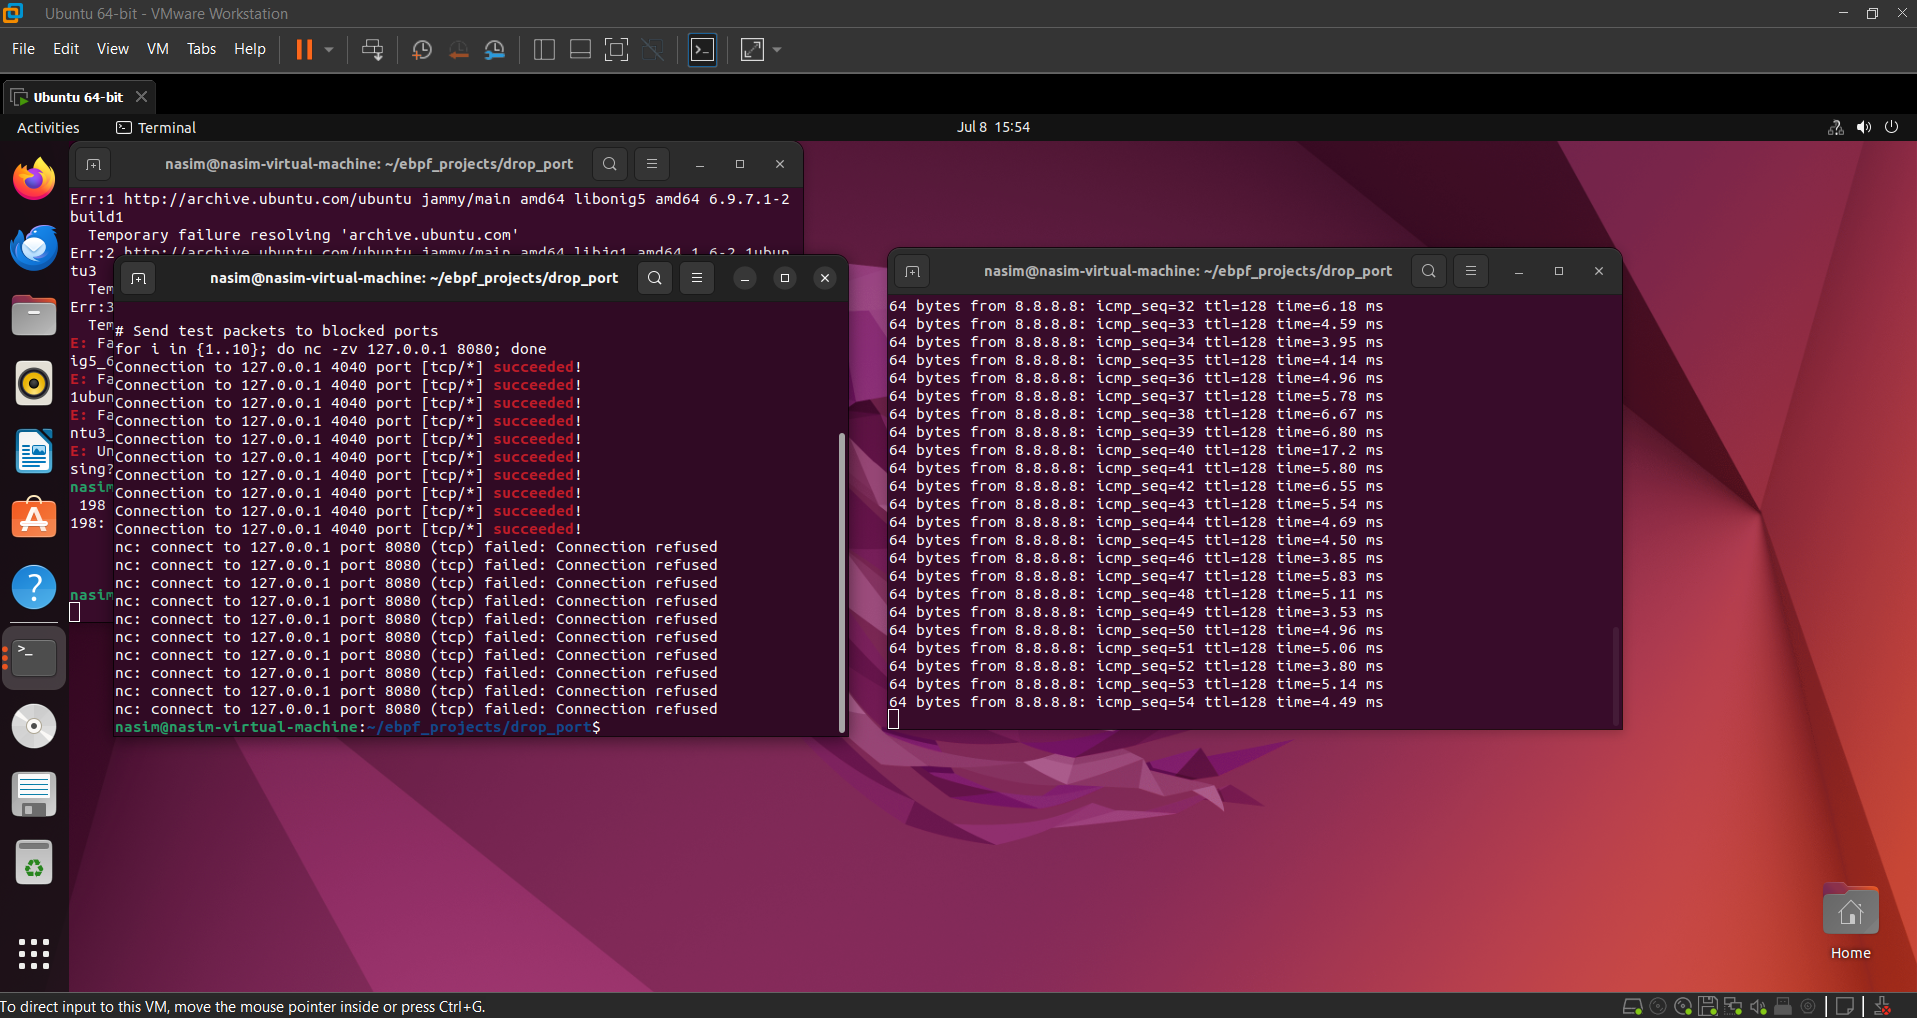 Ubuntu 64-bit - VMware Workstation
File Edit View VM Tabs Help
Ubuntu 64-bit
Activities Terminal Jul 8 15:54
nasim@nasim-virtual-machine: ~/ebpf_projects/drop_port
Err:1 http://archive.ubuntu.com/ubuntu jammy/main amd64 libonig5 amd64 6.9.7.1-2
build1
Temporary failure resolving 'archive.ubuntu.com'
Err:2 http://archive.ubuntu.com/ubuntu jammy/main amd64 libjq1 amd64 1.6-2.1ubun
tu3
Tem
Err:3
Tem
E: Fa
ig5_6
E: Fa
1ubun
E: Fa
ntu3_
E: Un
sing?
nasim
198
198:
nasim
nasim@nasim-virtual-machine: ~/ebpf_projects/drop_port
# Send test packets to blocked ports
for i in {1..10}; do nc -zv 127.0.0.1 8080; done
Connection to 127.0.0.1 4040 port [tcp/*] succeeded!
Connection to 127.0.0.1 4040 port [tcp/*] succeeded!
Connection to 127.0.0.1 4040 port [tcp/*] succeeded!
Connection to 127.0.0.1 4040 port [tcp/*] succeeded!
Connection to 127.0.0.1 4040 port [tcp/*] succeeded!
Connection to 127.0.0.1 4040 port [tcp/*] succeeded!
Connection to 127.0.0.1 4040 port [tcp/*] succeeded!
Connection to 127.0.0.1 4040 port [tcp/*] succeeded!
Connection to 127.0.0.1 4040 port [tcp/*] succeeded!
Connection to 127.0.0.1 4040 port [tcp/*] succeeded!
nc: connect to 127.0.0.1 port 8080 (tcp) failed: Connection refused
nc: connect to 127.0.0.1 port 8080 (tcp) failed: Connection refused
nc: connect to 127.0.0.1 port 8080 (tcp) failed: Connection refused
nc: connect to 127.0.0.1 port 8080 (tcp) failed: Connection refused
nc: connect to 127.0.0.1 port 8080 (tcp) failed: Connection refused
nc: connect to 127.0.0.1 port 8080 (tcp) failed: Connection refused
nc: connect to 127.0.0.1 port 8080 (tcp) failed: Connection refused
nc: connect to 127.0.0.1 port 8080 (tcp) failed: Connection refused
nc: connect to 127.0.0.1 port 8080 (tcp) failed: Connection refused
nc: connect to 127.0.0.1 port 8080 (tcp) failed: Connection refused
nasim@nasim-virtual-machine:~/ebpf_projects/drop_port$
nasim@nasim-virtual-machine: ~/ebpf_projects/drop_port
64 bytes from 8.8.8.8: icmp_seq=32 ttl=128 time=6.18 ms
64 bytes from 8.8.8.8: icmp_seq=33 ttl=128 time=4.59 ms
64 bytes from 8.8.8.8: icmp_seq=34 ttl=128 time=3.95 ms
64 bytes from 8.8.8.8: icmp_seq=35 ttl=128 time=4.14 ms
64 bytes from 8.8.8.8: icmp_seq=36 ttl=128 time=4.96 ms
64 bytes from 8.8.8.8: icmp_seq=37 ttl=128 time=5.78 ms
64 bytes from 8.8.8.8: icmp_seq=38 ttl=128 time=6.67 ms
64 bytes from 8.8.8.8: icmp_seq=39 ttl=128 time=6.80 ms
64 bytes from 8.8.8.8: icmp_seq=40 ttl=128 time=17.2 ms
64 bytes from 8.8.8.8: icmp_seq=41 ttl=128 time=5.80 ms
64 bytes from 8.8.8.8: icmp_seq=42 ttl=128 time=6.55 ms
64 bytes from 8.8.8.8: icmp_seq=43 ttl=128 time=5.54 ms
64 bytes from 8.8.8.8: icmp_seq=44 ttl=128 time=4.69 ms
64 bytes from 8.8.8.8: icmp_seq=45 ttl=128 time=4.50 ms
64 bytes from 8.8.8.8: icmp_seq=46 ttl=128 time=3.85 ms
64 bytes from 8.8.8.8: icmp_seq=47 ttl=128 time=5.83 ms
64 bytes from 8.8.8.8: icmp_seq=48 ttl=128 time=5.11 ms
64 bytes from 8.8.8.8: icmp_seq=49 ttl=128 time=3.53 ms
64 bytes from 8.8.8.8: icmp_seq=50 ttl=128 time=4.96 ms
64 bytes from 8.8.8.8: icmp_seq=51 ttl=128 time=5.06 ms
64 bytes from 8.8.8.8: icmp_seq=52 ttl=128 time=3.80 ms
64 bytes from 8.8.8.8: icmp_seq=53 ttl=128 time=5.14 ms
64 bytes from 8.8.8.8: icmp_seq=54 ttl=128 time=4.49 ms
Home
To direct input to this VM, move the mouse pointer inside or press Ctrl+G.